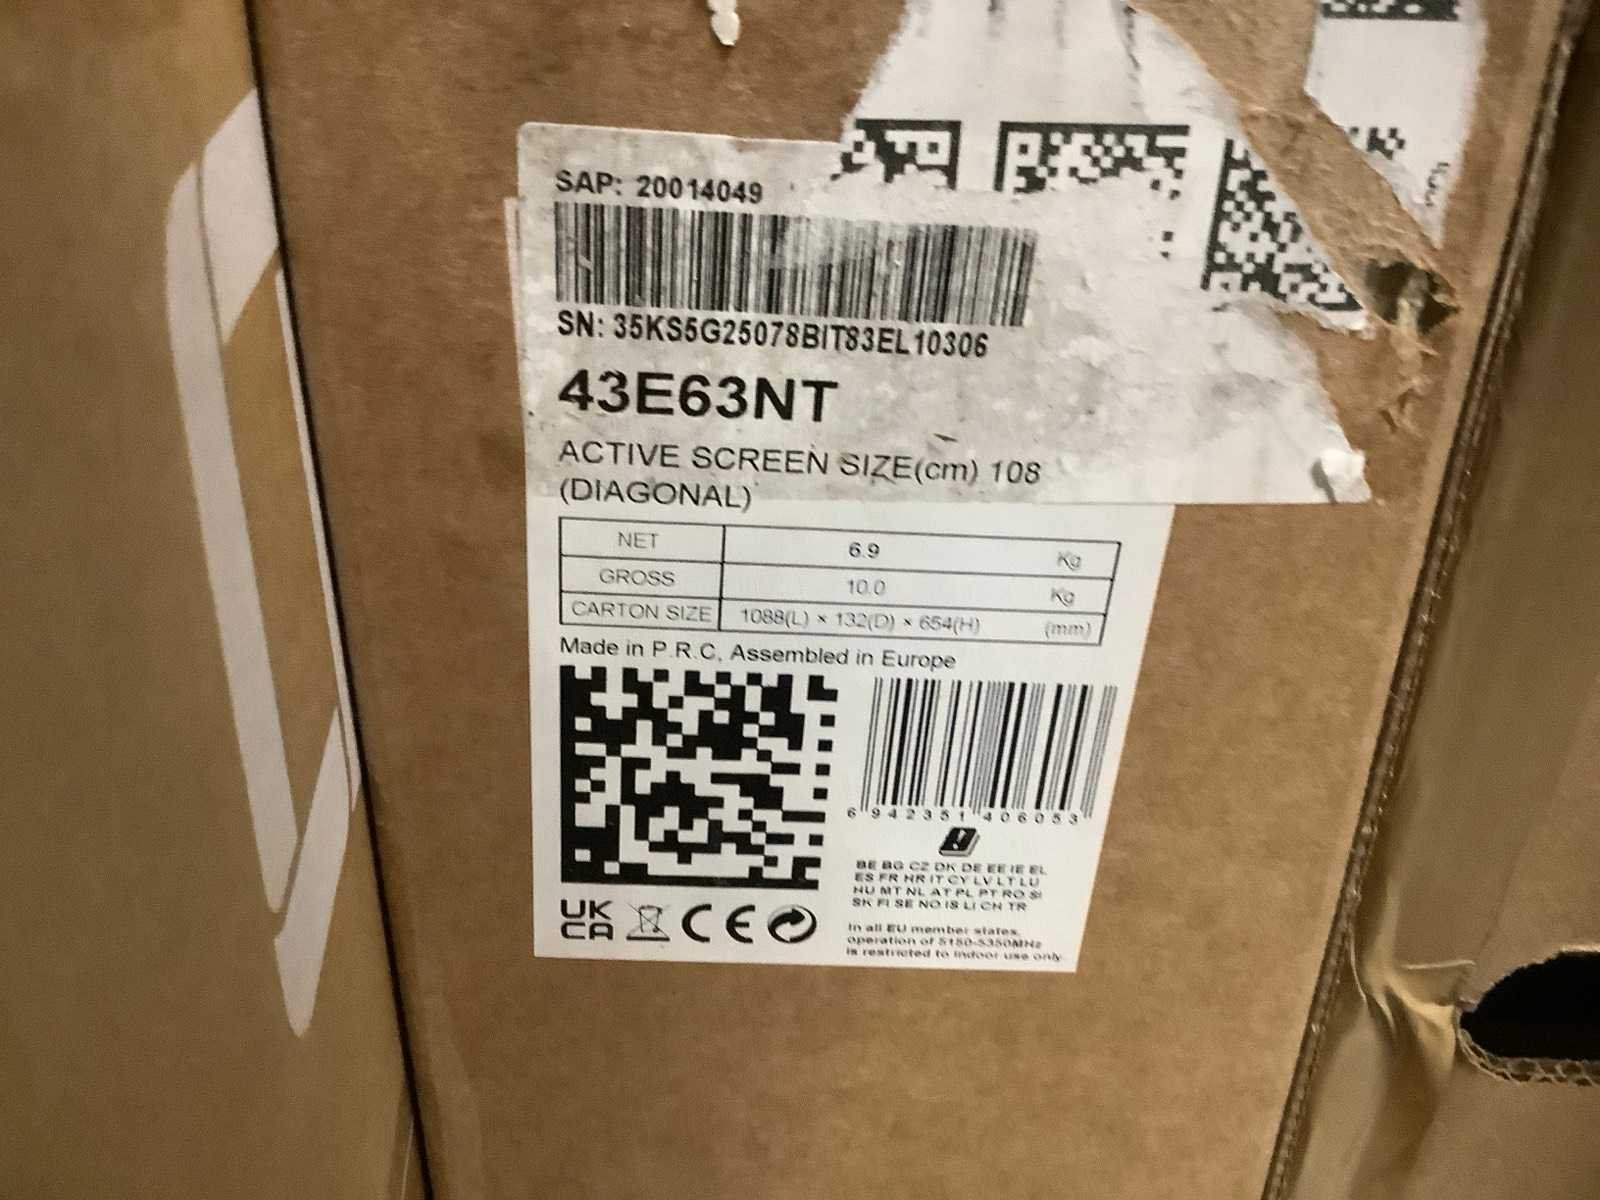 SAP: 20014049
SN: 35KS5G25078BIT83EL10306
43E63NT
ACTIVE SCREEN SIZE(cm) 108
(DIAGONAL)
NET 6.9 Kg
GROSS 10.0 Kg
CARTON SIZE 1088(L) × 132(D) × 654(H) (mm)
Made in P.R.C, Assembled in Europe
6 942351 406053
BE BG CZ DK DE EE IE EL
ES FR HR IT CY LV LT LU
HU MT NL AT PL PT RO SI
SK FI SE NO IS LI CH TR
UK
CA
CE
In all EU member states,
operation of 5150-5350MHz
is restricted to indoor use only.